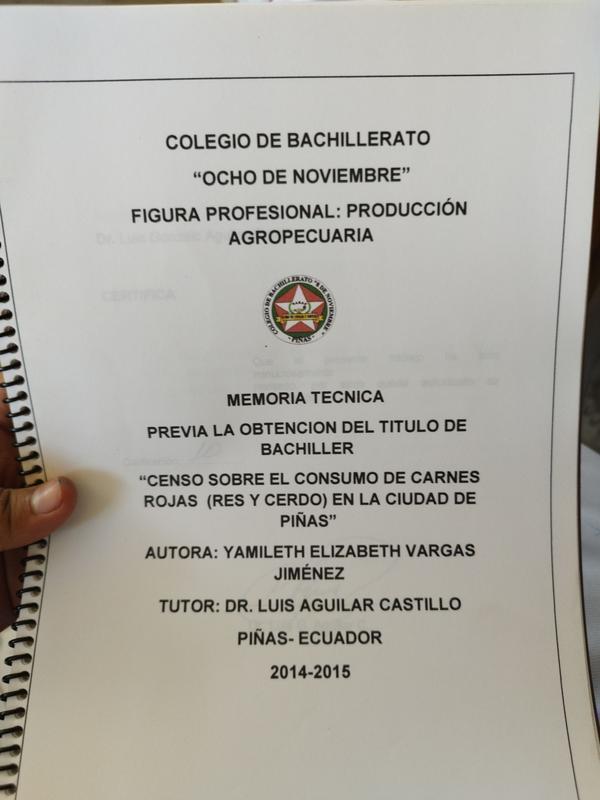 COLEGIO DE BACHILLERATO
“OCHO DE NOVIEMBRE”
FIGURA PROFESIONAL: PRODUCCIÓN
AGROPECUARIA
COLEGIO DE BACHILLERATO "8 DE NOVIEMBRE"
- PIÑAS -
MEMORIA TECNICA
PREVIA LA OBTENCION DEL TITULO DE
BACHILLER
“CENSO SOBRE EL CONSUMO DE CARNES
ROJAS (RES Y CERDO) EN LA CIUDAD DE
PIÑAS”
AUTORA: YAMILETH ELIZABETH VARGAS
JIMÉNEZ
TUTOR: DR. LUIS AGUILAR CASTILLO
PIÑAS- ECUADOR
2014-2015